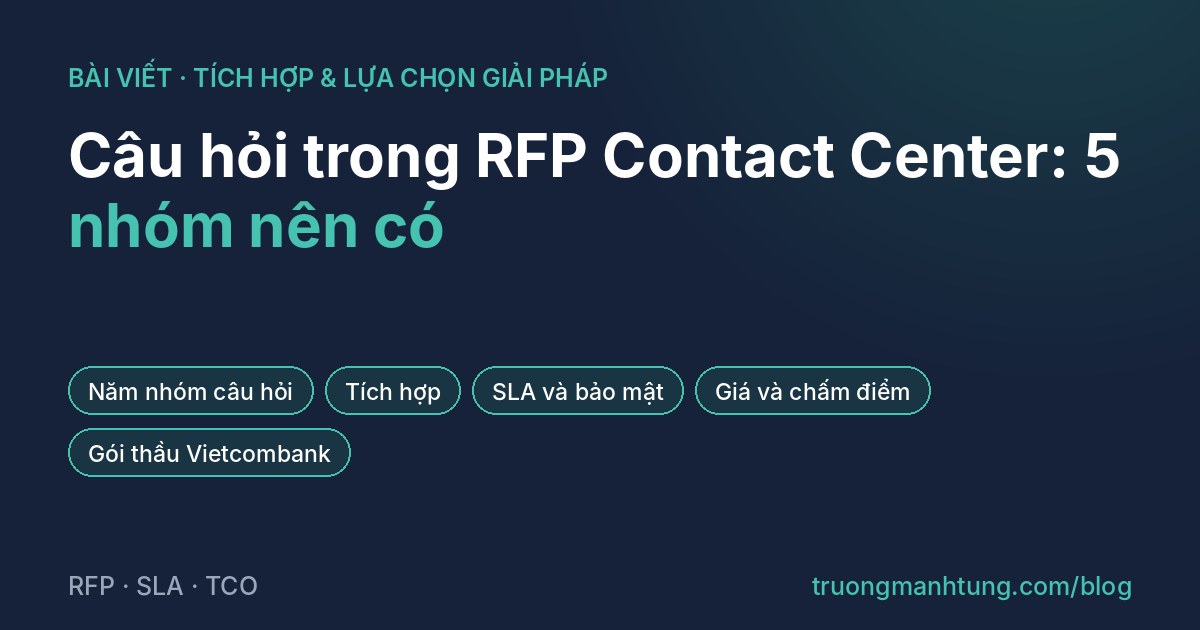 BÀI VIẾT · TÍCH HỢP & LỰA CHỌN GIẢI PHÁP
Câu hỏi trong RFP Contact Center: 5
nhóm nên có
Năm nhóm câu hỏi
Tích hợp
SLA và bảo mật
Giá và chấm điểm
Gói thầu Vietcombank
RFP · SLA · TCO
truongmanhtung.com/blog